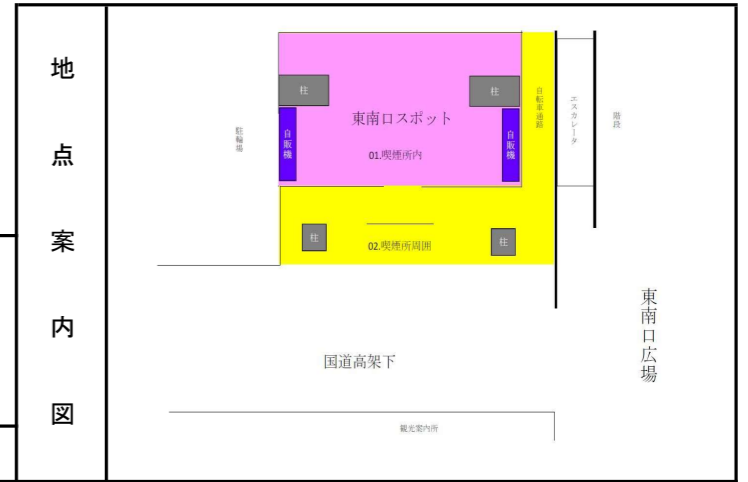 地点案内図
柱
柱
東南口スポット
自販機
自販機
01.喫煙所内
駐輪場
自転車通路
エスカレータ
階段
柱
02.喫煙所周囲
柱
東南口広場
国道高架下
観光案内所